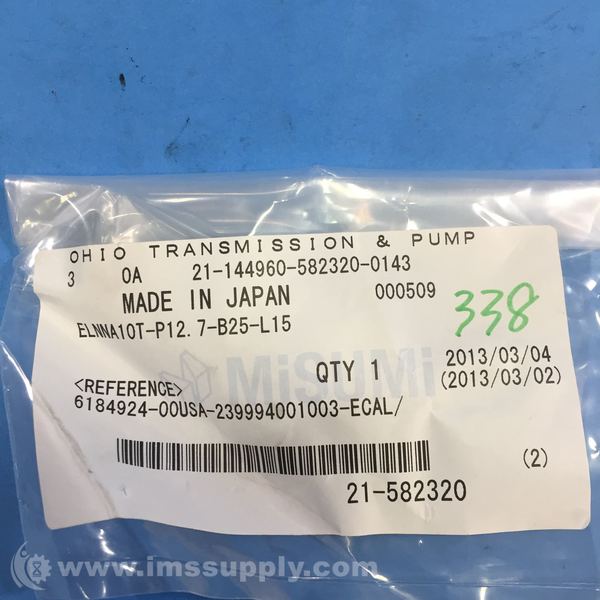 OHIO TRANSMISSION & PUMP
3 0A 21-144960-582320-0143
MADE IN JAPAN 000509
338
ELNNA10T-P12.7-B25-L15
MiSUMi
QTY 1 2013/03/04
<REFERENCE> (2013/03/02)
6184924-00USA-239994001003-ECAL/
(2)
21-582320
© www.imssupply.com